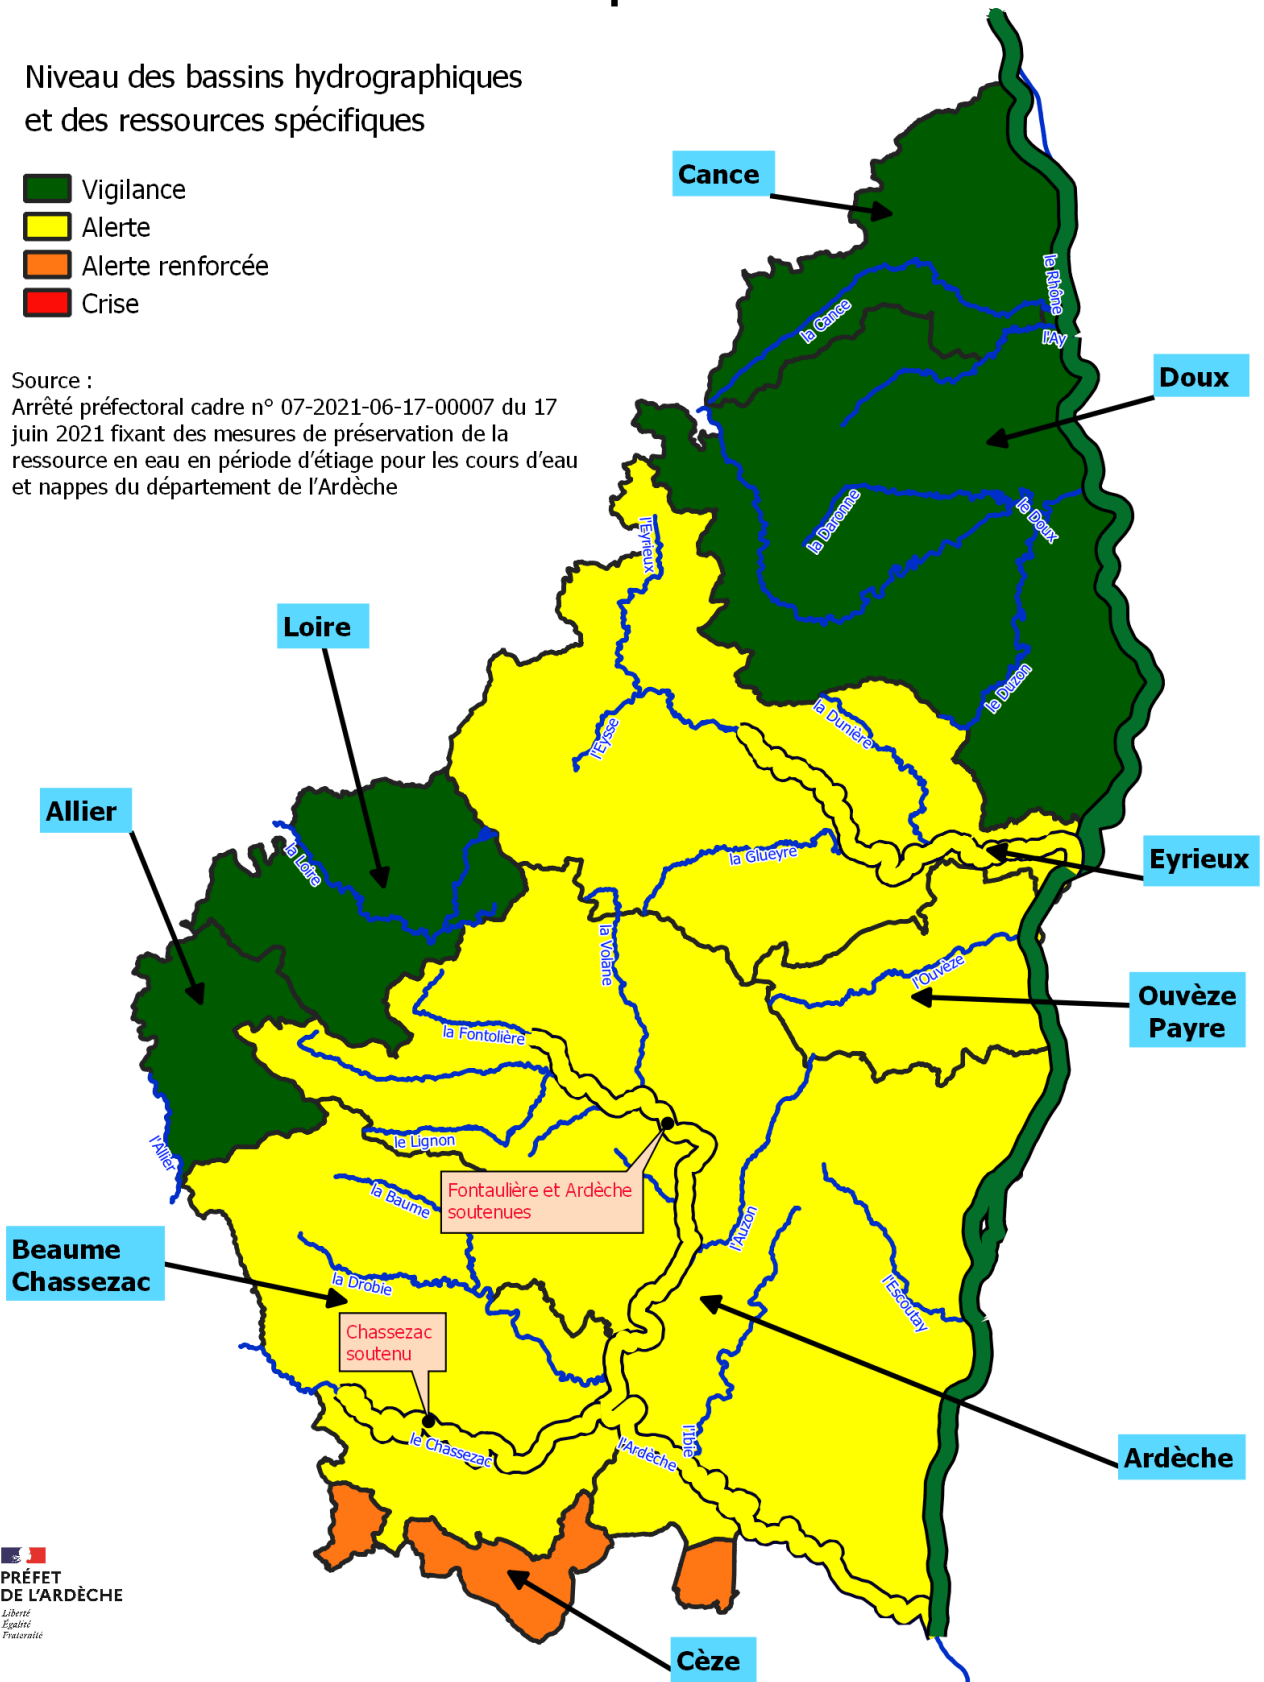 Niveau des bassins hydrographiques
et des ressources spécifiques
Vigilance
Alerte
Alerte renforcée
Crise
Source :
Arrêté préfectoral cadre n° 07-2021-06-17-00007 du 17
juin 2021 fixant des mesures de préservation de la
ressource en eau en période d'étiage pour les cours d'eau
et nappes du département de l'Ardèche
Cance
le Rhône
la Cance
l'Ay
Doux
la Daronne
le Doux
l'Eyrieux
Loire
le Duzon
la Dunière
l'Eysse
Allier
la Loire
la Glueyre
Eyrieux
la Volane
l'Ouvèze
Ouvèze
Payre
la Fontolière
le Lignon
l'Allier
Fontaulière et Ardèche
soutenues
la Baume
l'Auzon
Beaume
Chassezac
la Drobie
l'Escoutay
Chassezac
soutenu
le Chassezac
l'Ardèche
l'Ibie
Ardèche
Cèze
PRÉFET
DE L'ARDÈCHE
Liberté
Égalité
Fraternité